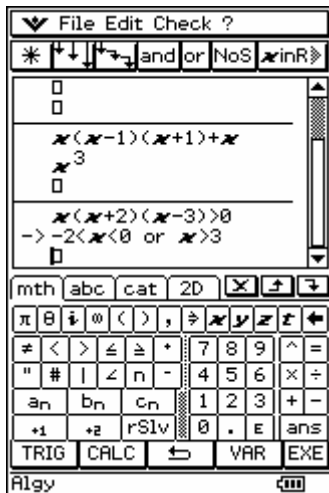 File Edit Check ?
and or NoS xinR
x(x-1)(x+1)+x
x^3
x(x+2)(x-3)>0
->-2<x<0 or x>3
mth abc cat 2D
π θ i ∞ ( ) , ⇒ x y z t ←
≠ < > ≤ ≥ 7 8 9 ^ =
" # | ∠ 4 5 6 × ÷
an bn cn 1 2 3 + -
+1 +2 rSlv 0 . E ans
TRIG CALC VAR EXE
Algy